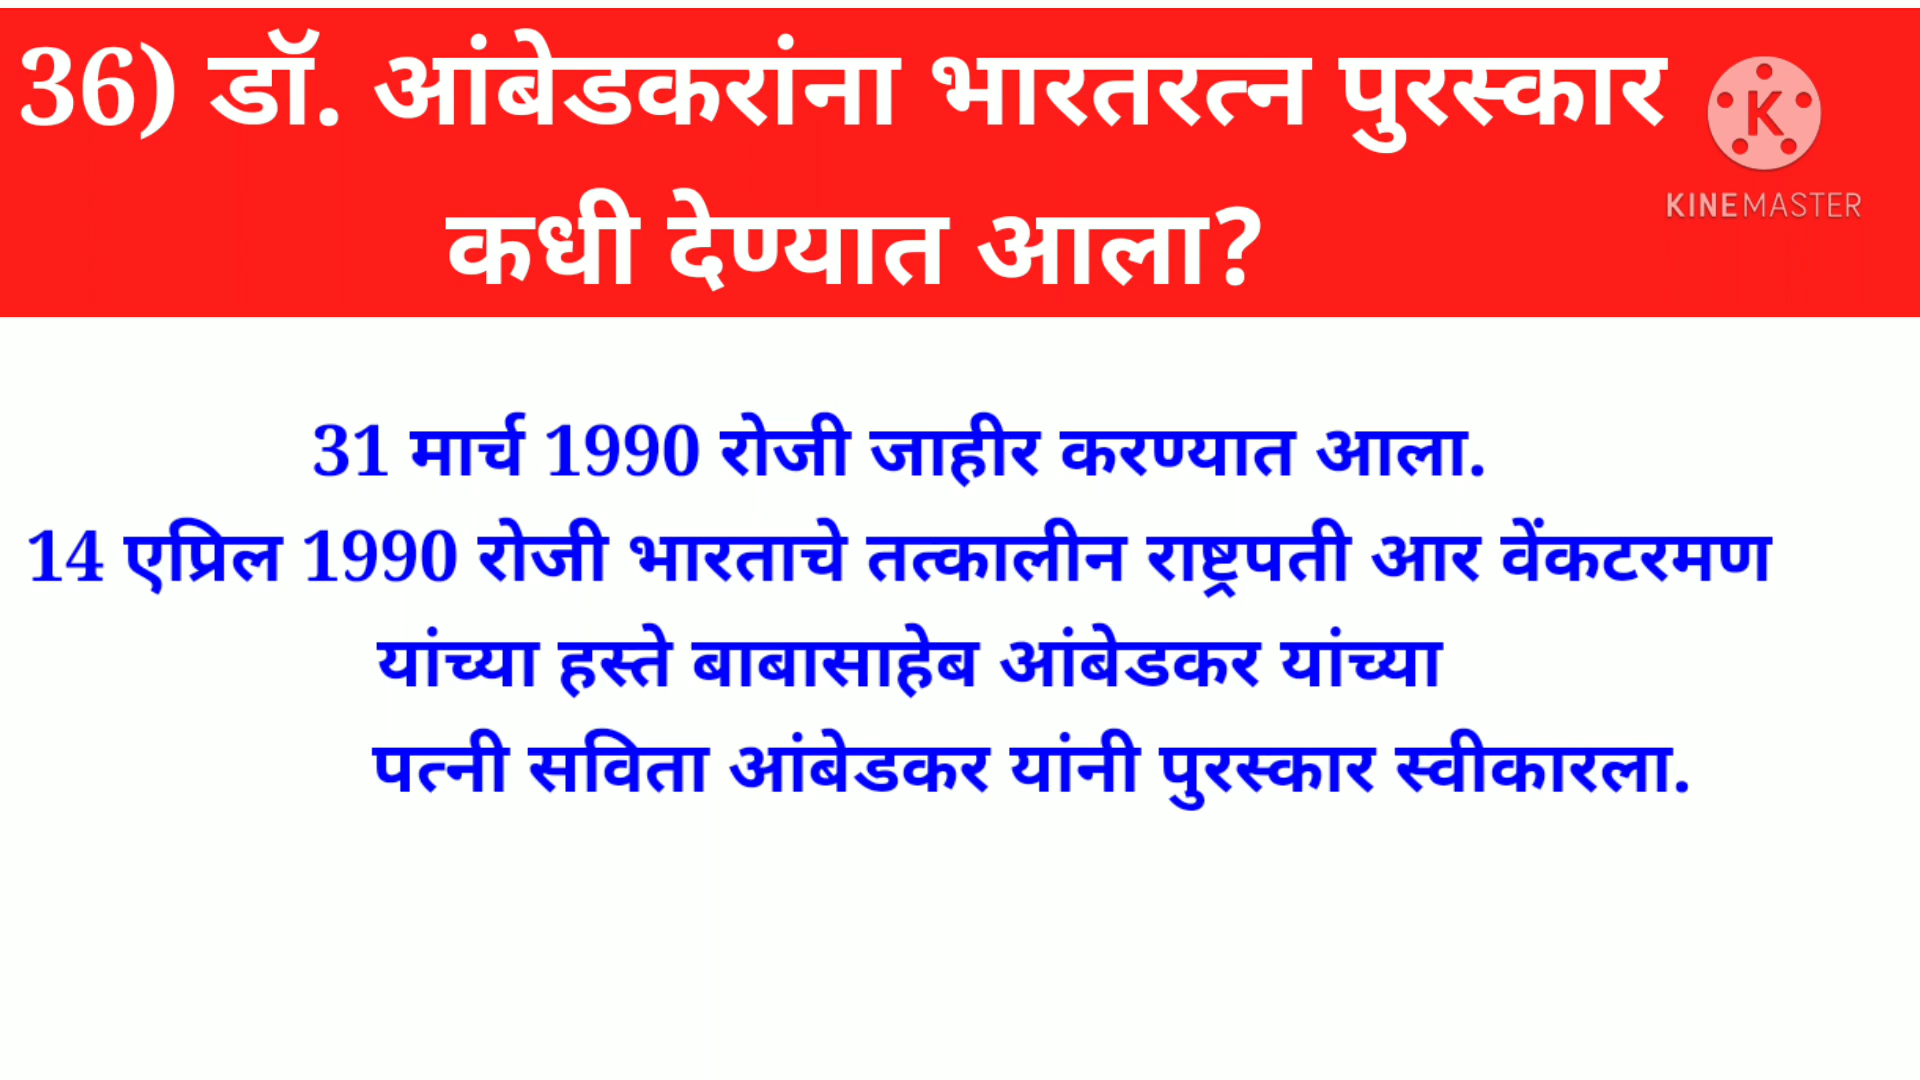 36) डॉ. आंबेडकरांना भारतरत्न पुरस्कार
कधी देण्यात आला?
K
KINEMASTER
31 मार्च 1990 रोजी जाहीर करण्यात आला.
14 एप्रिल 1990 रोजी भारताचे तत्कालीन राष्ट्रपती आर वेंकटरमण
यांच्या हस्ते बाबासाहेब आंबेडकर यांच्या
पत्नी सविता आंबेडकर यांनी पुरस्कार स्वीकारला.